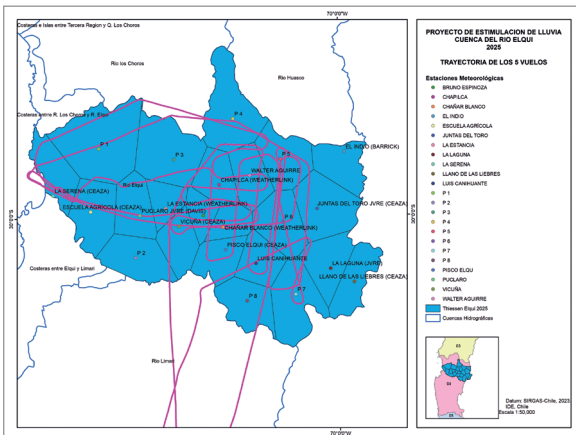 70°0'0"W
Costeras e Islas entre Tercera Region y Q. Los Choros
Rio los Choros
Rio Huasco
Costeras entre R. Los Choros y R. Elqui
P 4
P 1
P 3
P 5
EL INDIO (BARRICK)
WALTER AGUIRRE
CHAPILCA (WEATHERLINK)
Rio Elqui
LA SERENA (CEAZA)
ESCUELA AGRICOLA (CEAZA)
LA ESTANCIA (WEATHERLINK)
JUNTAS DEL TORO JVRE (CEAZA)
PUCLARO JVRE (DAVIS)
P 6
VICUÑA (CEAZA)
CHAÑAR BLANCO (WEATHERLINK)
30°0'0"S
30°0'0"S
PISCO ELQUI (CEAZA)
P 2
LUIS CANIHUANTE
LA LAGUNA (JVRE)
Costeras entre Elqui y Limari
LLANO DE LAS LIEBRES (CEAZA)
P 7
P 8
Rio Limari
70°0'0"W
PROYECTO DE ESTIMULACION DE LLUVIA
CUENCA DEL RIO ELQUI
2025
TRAYECTORIA DE LOS 5 VUELOS
Estaciones Meteorológicas
BRUNO ESPINOZA
CHAPILCA
CHAÑAR BLANCO
EL INDIO
ESCUELA AGRÍCOLA
JUNTAS DEL TORO
LA ESTANCIA
LA LAGUNA
LA SERENA
LLANO DE LAS LIEBRES
LUIS CANIHUANTE
P 1
P 2
P 3
P 4
P 5
P 6
P 7
P 8
PISCO ELQUI
PUCLARO
VICUÑA
WALTER AGUIRRE
Thiessen Elqui 2025
Cuencas Hidrográficas
03
04
05
Datum: SIRGAS-Chile, 2023;
IDE, Chile
Escala 1:50,000